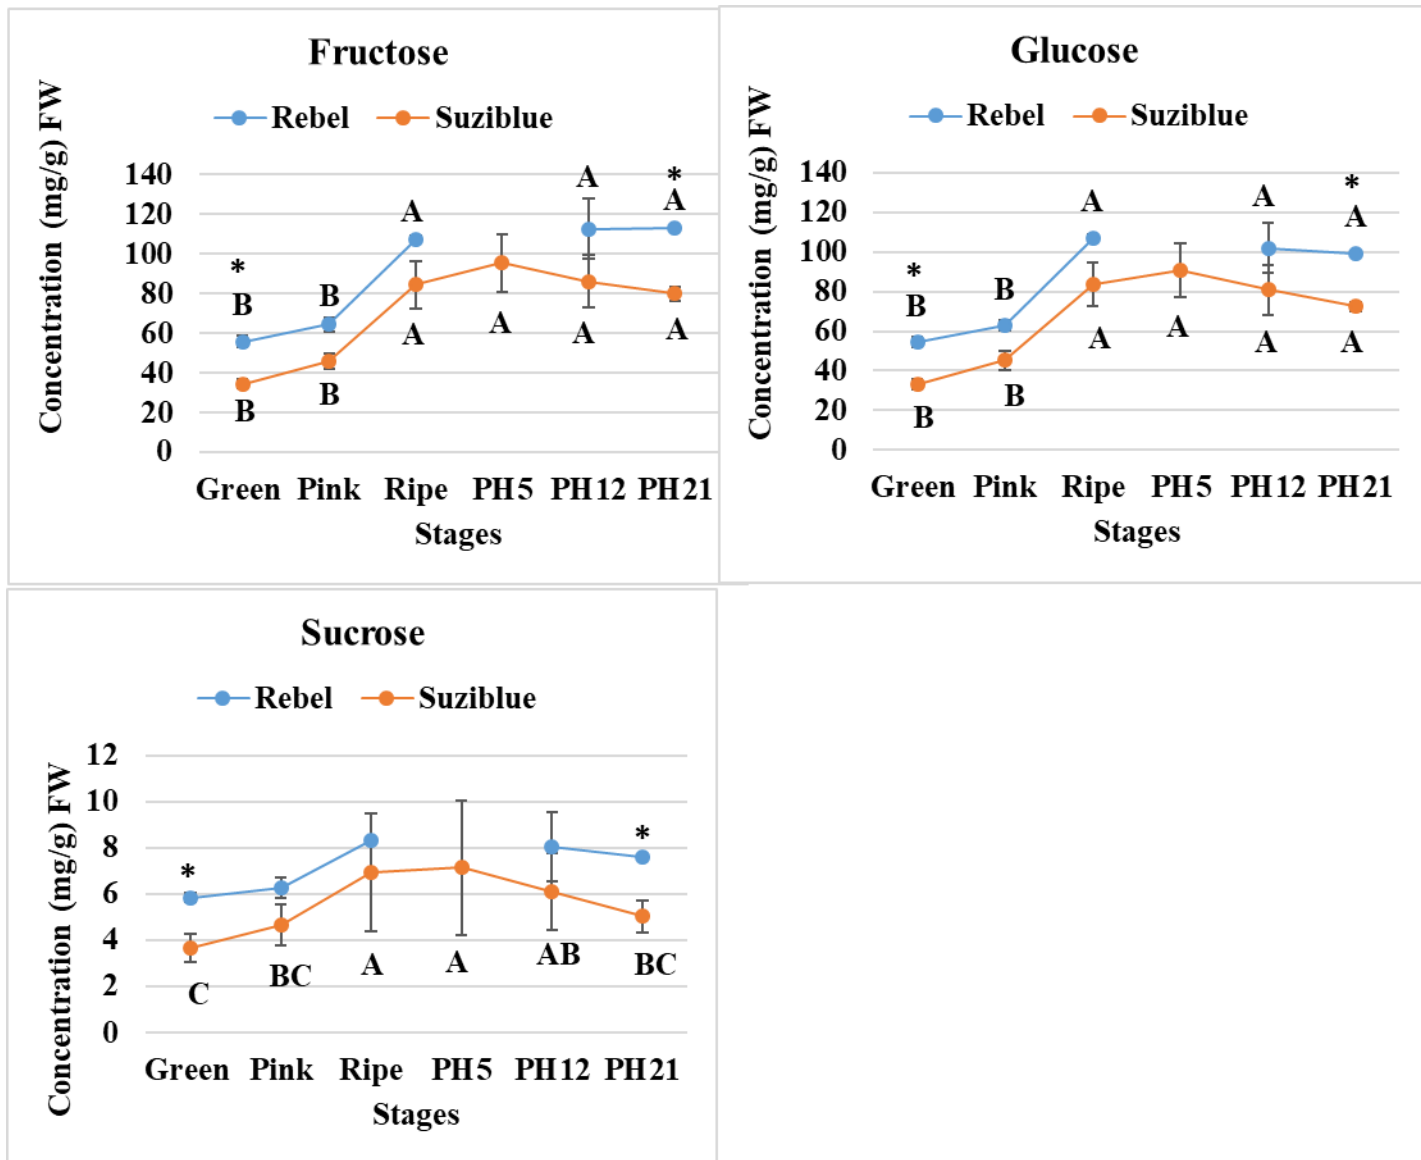 Fructose
Rebel Suziblue
Concentration (mg/g) FW
140
120
100
80
60
40
20
0
* B B A A * A
B B A A A A
Green Pink Ripe PH5 PH12 PH21
Stages
Glucose
Rebel Suziblue
Concentration (mg/g) FW
140
120
100
80
60
40
20
0
* B B A A * A
B B A A A A
Green Pink Ripe PH5 PH12 PH21
Stages
Sucrose
Rebel Suziblue
Concentration (mg/g) FW
12
10
8
6
4
2
0
* *
C BC A A AB BC
Green Pink Ripe PH5 PH12 PH21
Stages